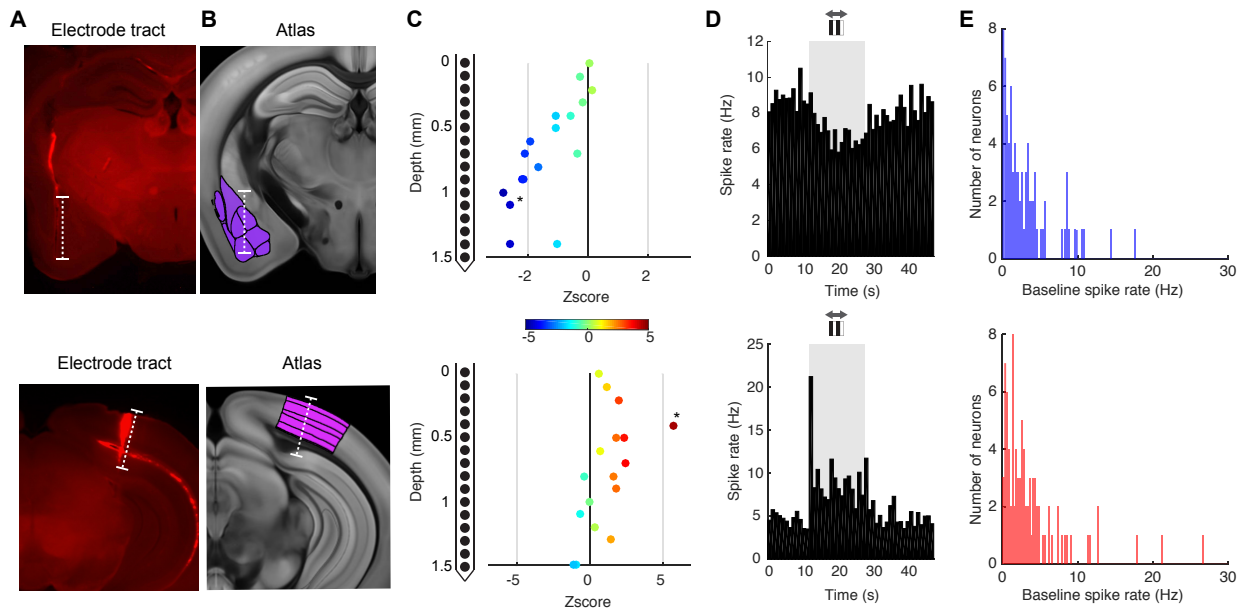 A
Electrode tract
B
Atlas
C
0
0.5
1
1.5
Depth (mm)
*
-2
0
2
Zscore
D
12
10
8
6
4
2
0
Spike rate (Hz)
0
10
20
30
40
Time (s)
E
8
6
4
2
0
Number of neurons
0
10
20
30
Baseline spike rate (Hz)
-5
0
5
Electrode tract
Atlas
0
0.5
1
1.5
Depth (mm)
*
-5
0
5
Zscore
25
20
15
10
5
0
Spike rate (Hz)
0
10
20
30
40
Time (s)
8
6
4
2
0
Number of neurons
0
10
20
30
Baseline spike rate (Hz)